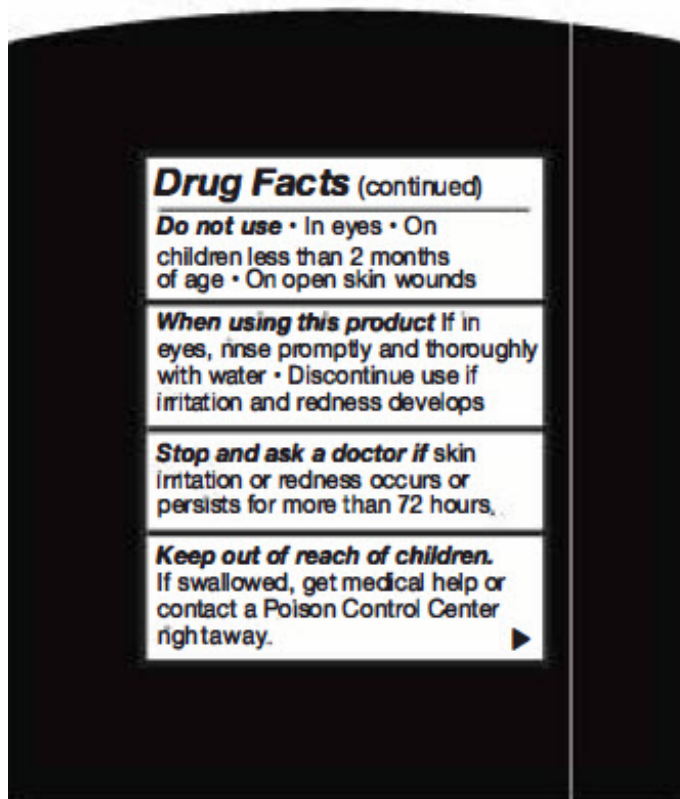 Drug Facts (continued)
Do not use • In eyes • On
children less than 2 months
of age • On open skin wounds
When using this product If in
eyes, rinse promptly and thoroughly
with water • Discontinue use if
irritation and redness develops
Stop and ask a doctor if skin
irritation or redness occurs or
persists for more than 72 hours.
Keep out of reach of children.
If swallowed, get medical help or
contact a Poison Control Center
right away.